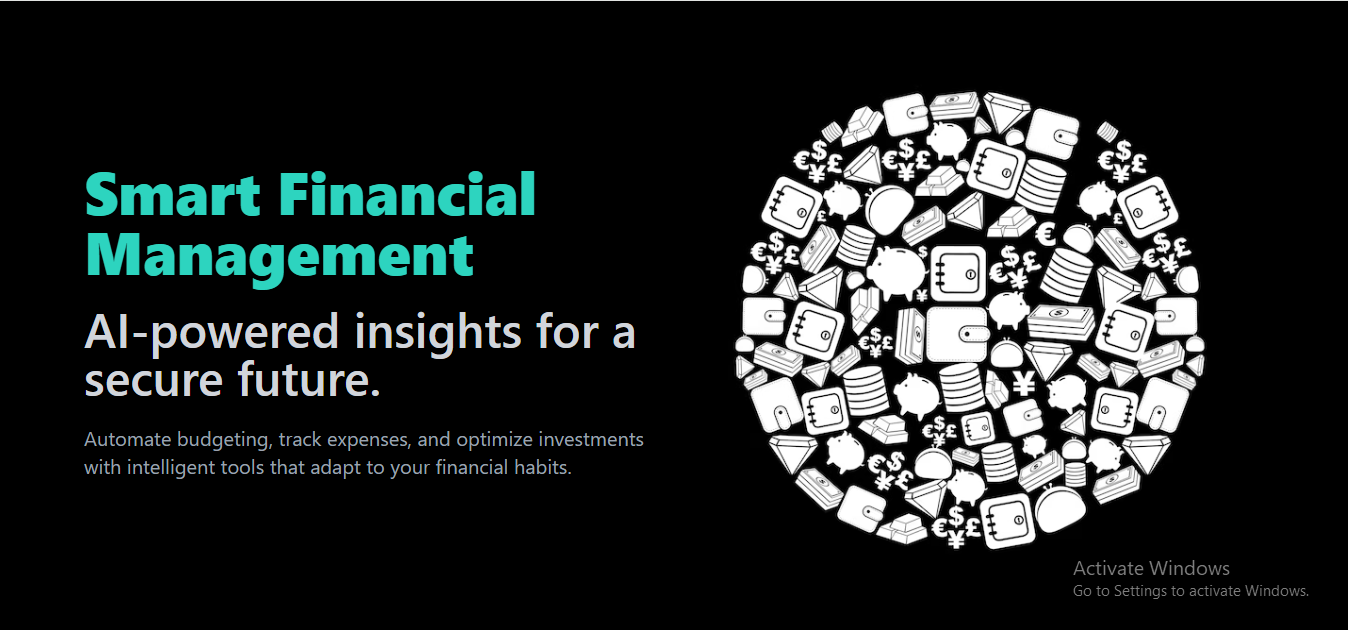 Smart Financial
Management
AI-powered insights for a
secure future.
Automate budgeting, track expenses, and optimize investments
with intelligent tools that adapt to your financial habits.
Activate Windows
Go to Settings to activate Windows.